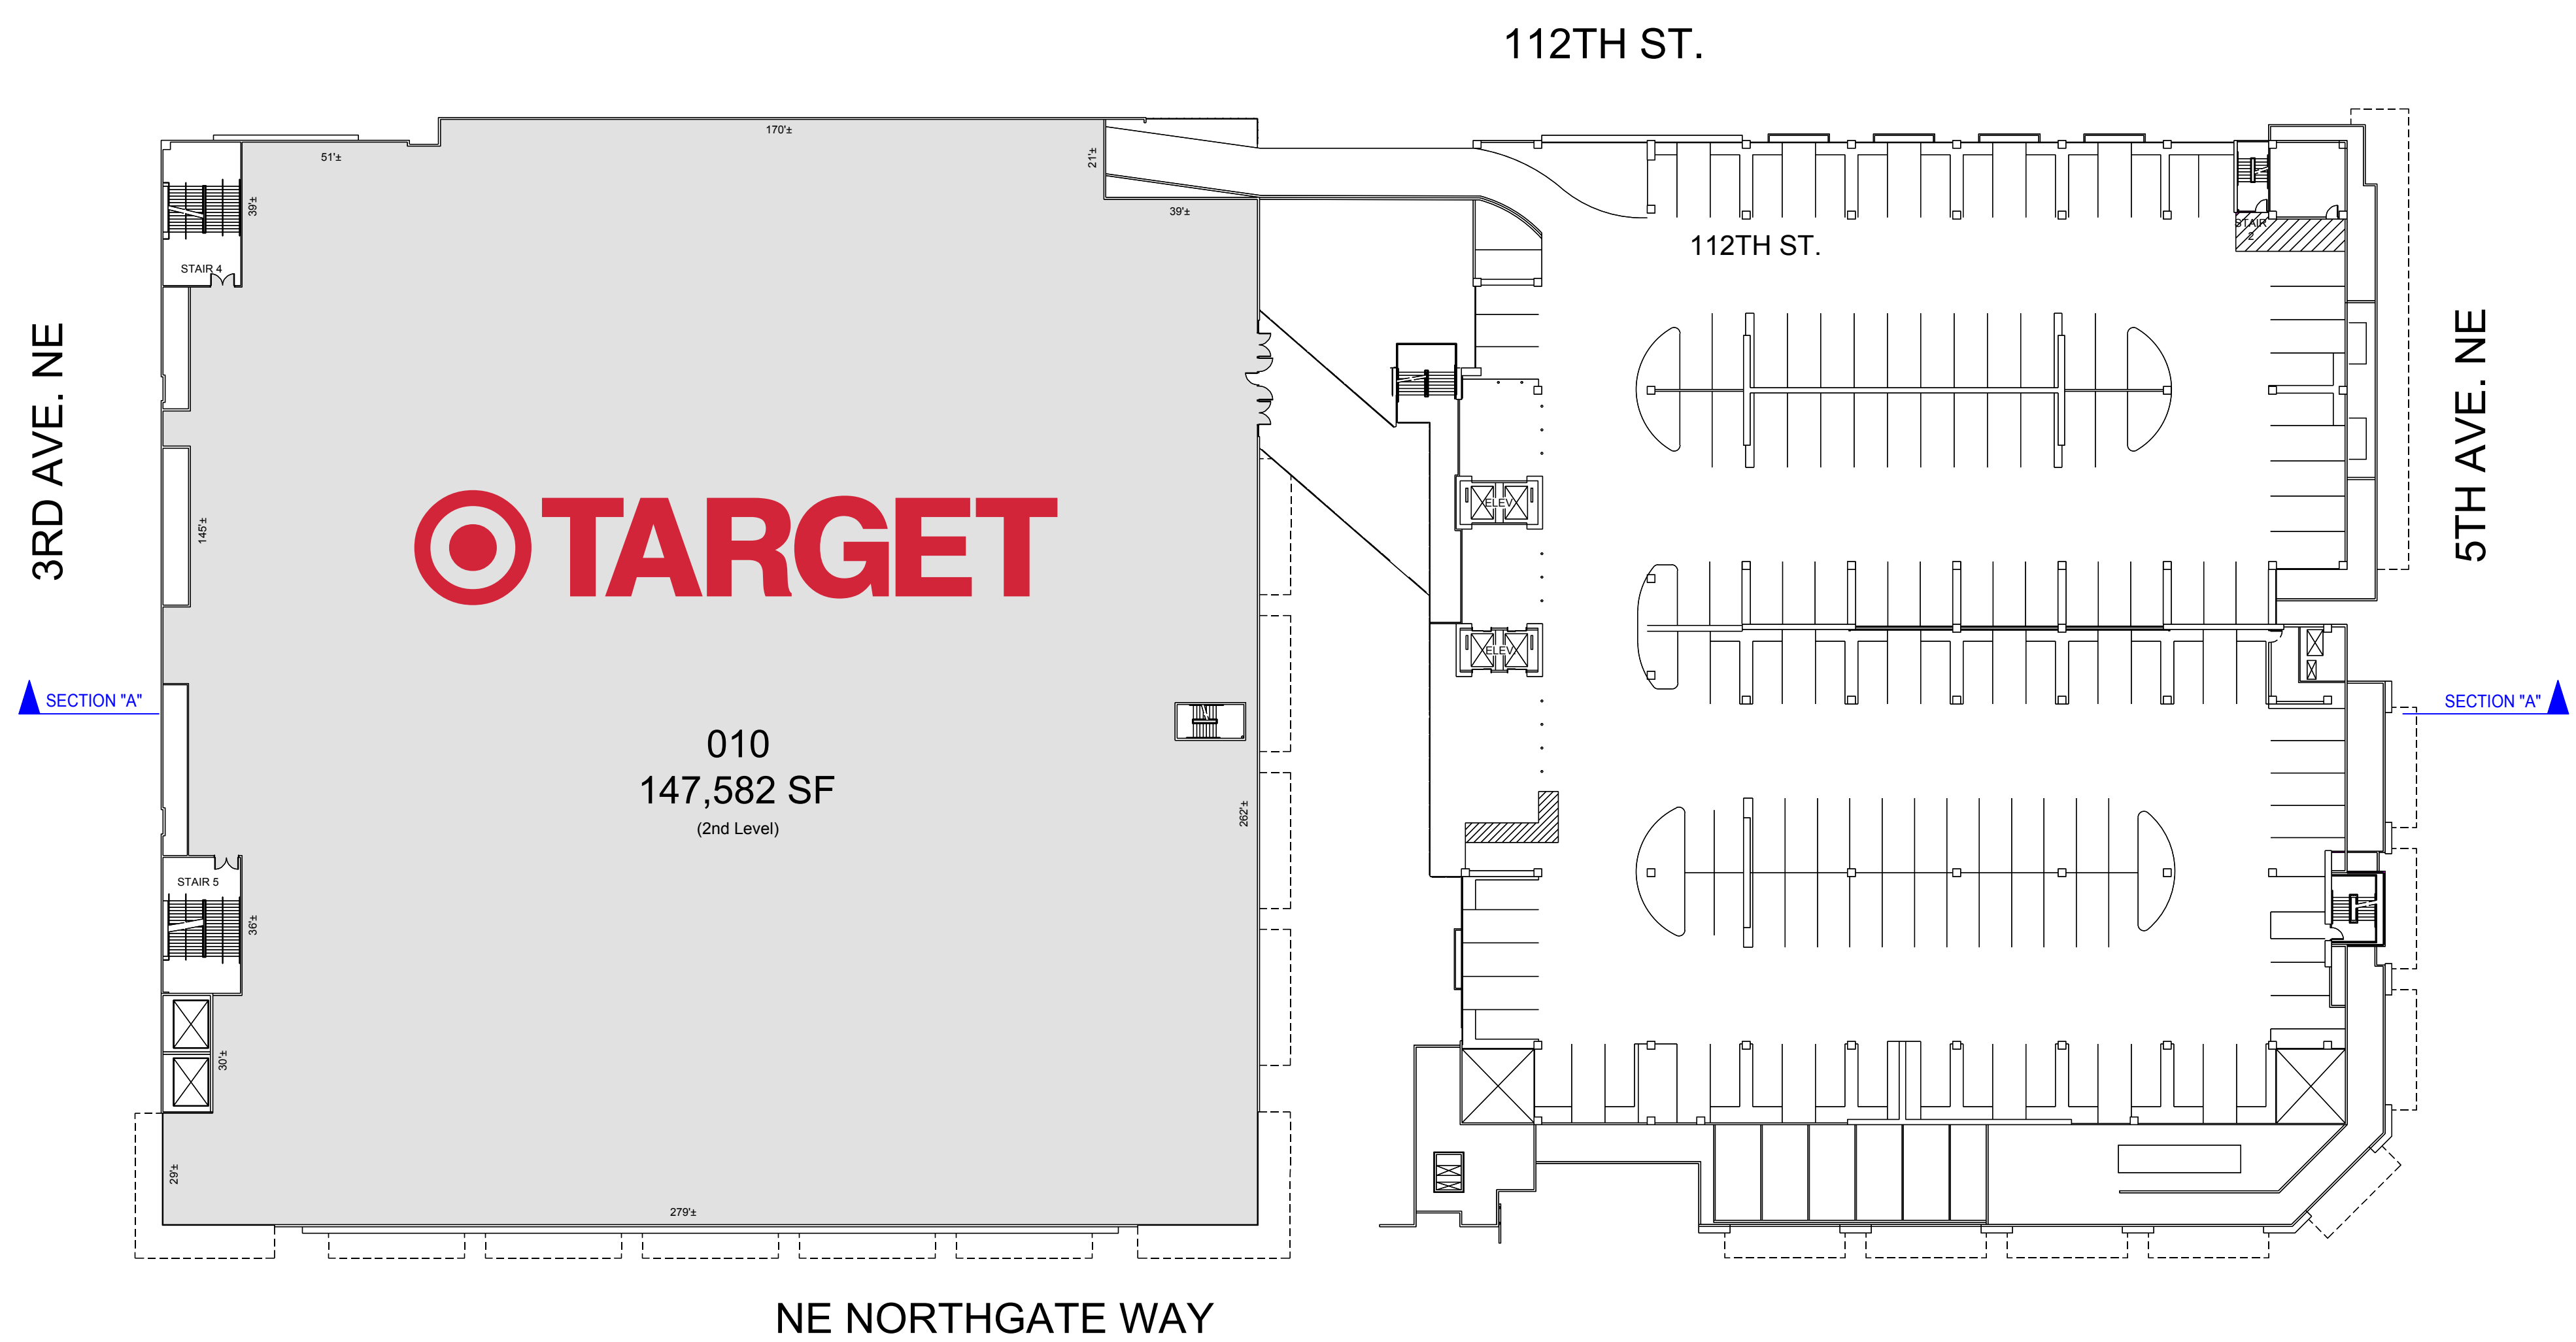 112TH ST.
170'±
51'±
21'±
39'±
39'±
STAIR 4
STAIR
2
112TH ST.
3RD AVE. NE
5TH AVE. NE
TARGET
ELEV.
145'±
ELEV.
SECTION "A"
SECTION "A"
010
147,582 SF
(2nd Level)
262'±
STAIR 5
36'±
30'±
29'±
279'±
NE NORTHGATE WAY